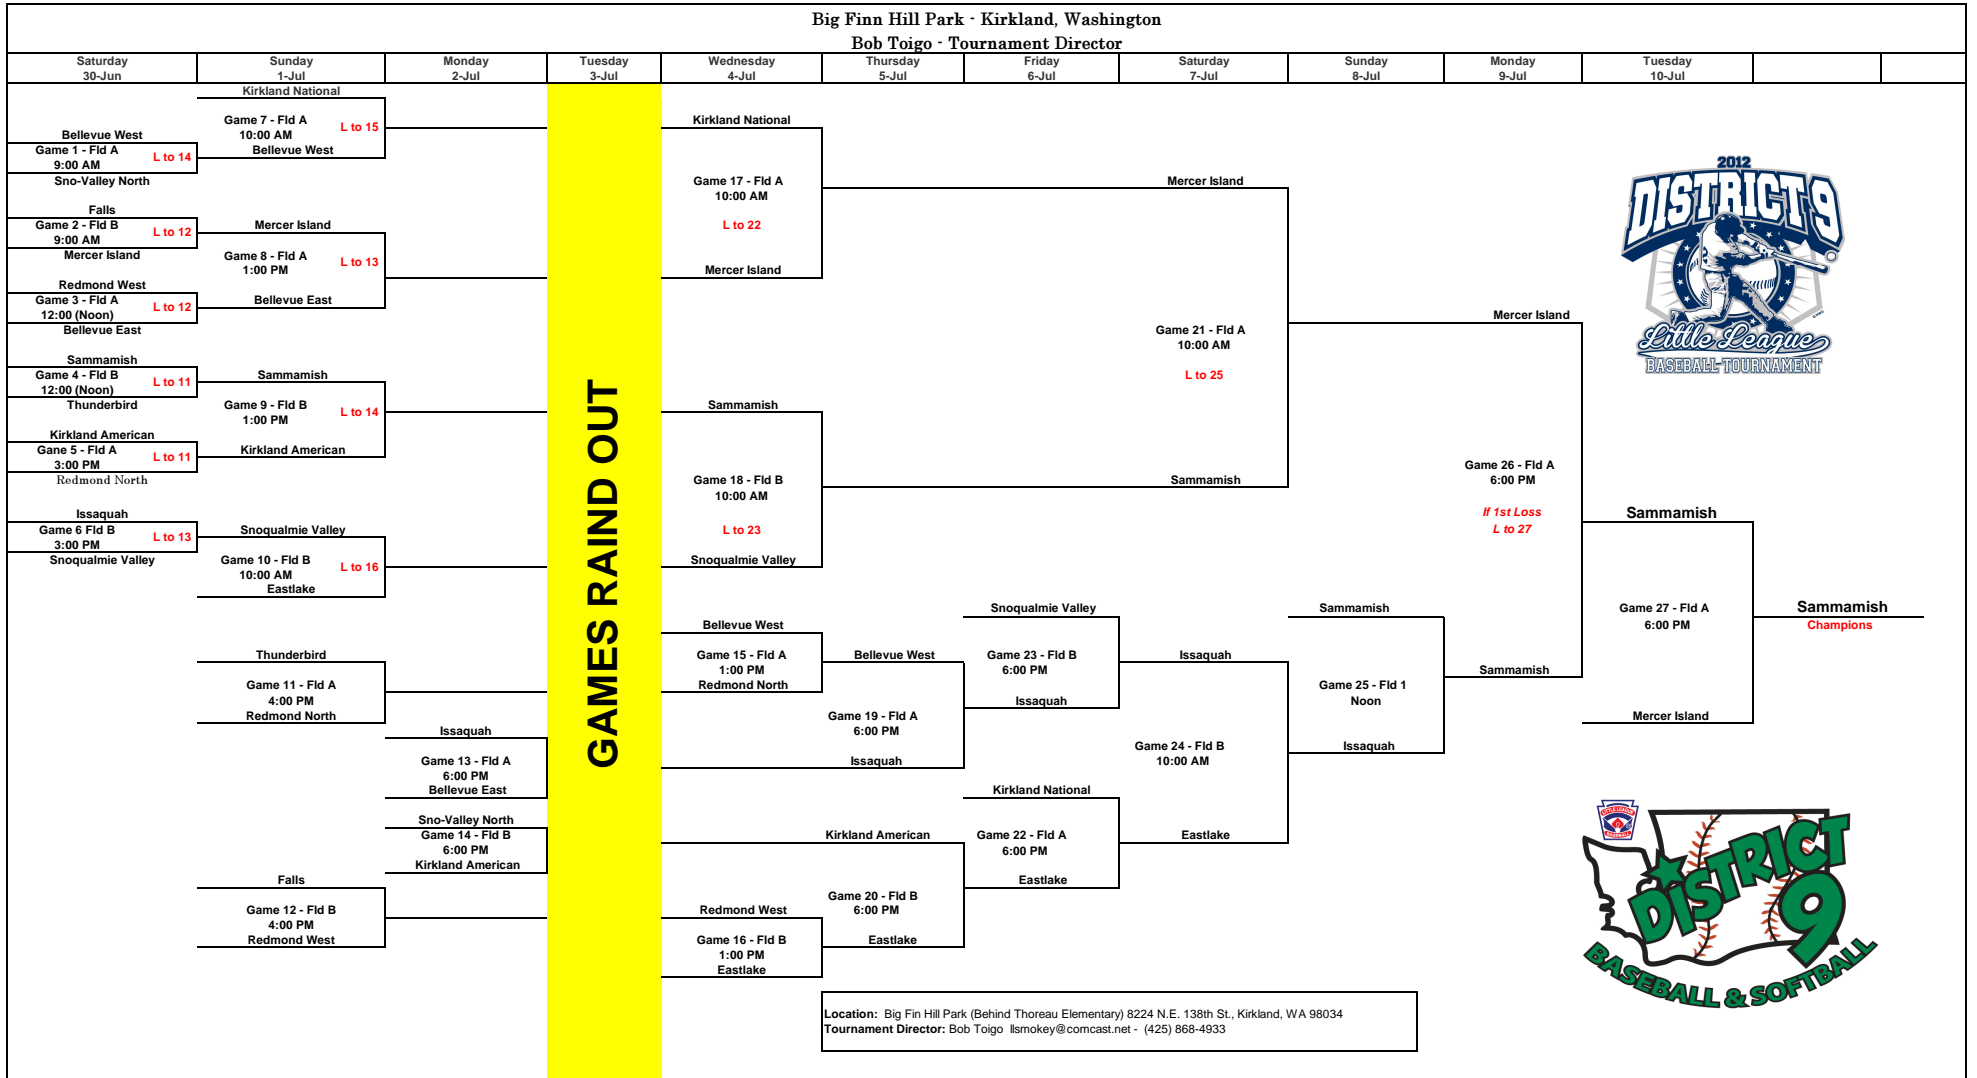 Big Finn Hill Park - Kirkland, Washington
Bob Toigo - Tournament Director
Saturday
30-Jun
Sunday
1-Jul
Monday
2-Jul
Tuesday
3-Jul
Wednesday
4-Jul
Thursday
5-Jul
Friday
6-Jul
Saturday
7-Jul
Sunday
8-Jul
Monday
9-Jul
Tuesday
10-Jul
Bellevue West
Game 1 - Fld A
9:00 AM
L to 14
Sno-Valley North
Falls
Game 2 - Fld B
9:00 AM
L to 12
Mercer Island
Redmond West
Game 3 - Fld A
12:00 (Noon)
L to 12
Bellevue East
Sammamish
Game 4 - Fld B
12:00 (Noon)
L to 11
Thunderbird
Kirkland American
Gane 5 - Fld A
3:00 PM
L to 11
Redmond North
Issaquah
Game 6 Fld B
3:00 PM
L to 13
Snoqualmie Valley
Kirkland National
Game 7 - Fld A
10:00 AM
L to 15
Bellevue West
Mercer Island
Game 8 - Fld A
1:00 PM
L to 13
Bellevue East
Sammamish
Game 9 - Fld B
1:00 PM
L to 14
Kirkland American
Snoqualmie Valley
Game 10 - Fld B
10:00 AM
L to 16
Eastlake
Thunderbird
Game 11 - Fld A
4:00 PM
Redmond North
Falls
Game 12 - Fld B
4:00 PM
Redmond West
Issaquah
Game 13 - Fld A
6:00 PM
Bellevue East
Sno-Valley North
Game 14 - Fld B
6:00 PM
Kirkland American
GAMES RAIND OUT
Kirkland National
Game 17 - Fld A
10:00 AM
L to 22
Mercer Island
Sammamish
Game 18 - Fld B
10:00 AM
L to 23
Snoqualmie Valley
Bellevue West
Game 15 - Fld A
1:00 PM
Redmond North
Redmond West
Game 16 - Fld B
1:00 PM
Eastlake
Bellevue West
Game 19 - Fld A
6:00 PM
Issaquah
Kirkland American
Game 20 - Fld B
6:00 PM
Eastlake
Snoqualmie Valley
Game 23 - Fld B
6:00 PM
Issaquah
Kirkland National
Game 22 - Fld A
6:00 PM
Eastlake
Mercer Island
Game 21 - Fld A
10:00 AM
L to 25
Sammamish
Issaquah
Game 24 - Fld B
10:00 AM
Eastlake
Sammamish
Game 25 - Fld 1
Noon
Issaquah
Mercer Island
Game 26 - Fld A
6:00 PM
If 1st Loss
L to 27
Sammamish
Sammamish
Game 27 - Fld A
6:00 PM
Mercer Island
Sammamish
Champions
2012
DISTRICT 9
Little League
BASEBALL TOURNAMENT
LITTLE LEAGUE
BASEBALL
DISTRICT
9
BASEBALL & SOFTBALL
Location: Big Fin Hill Park (Behind Thoreau Elementary) 8224 N.E. 138th St., Kirkland, WA 98034
Tournament Director: Bob Toigo llsmokey@comcast.net - (425) 868-4933